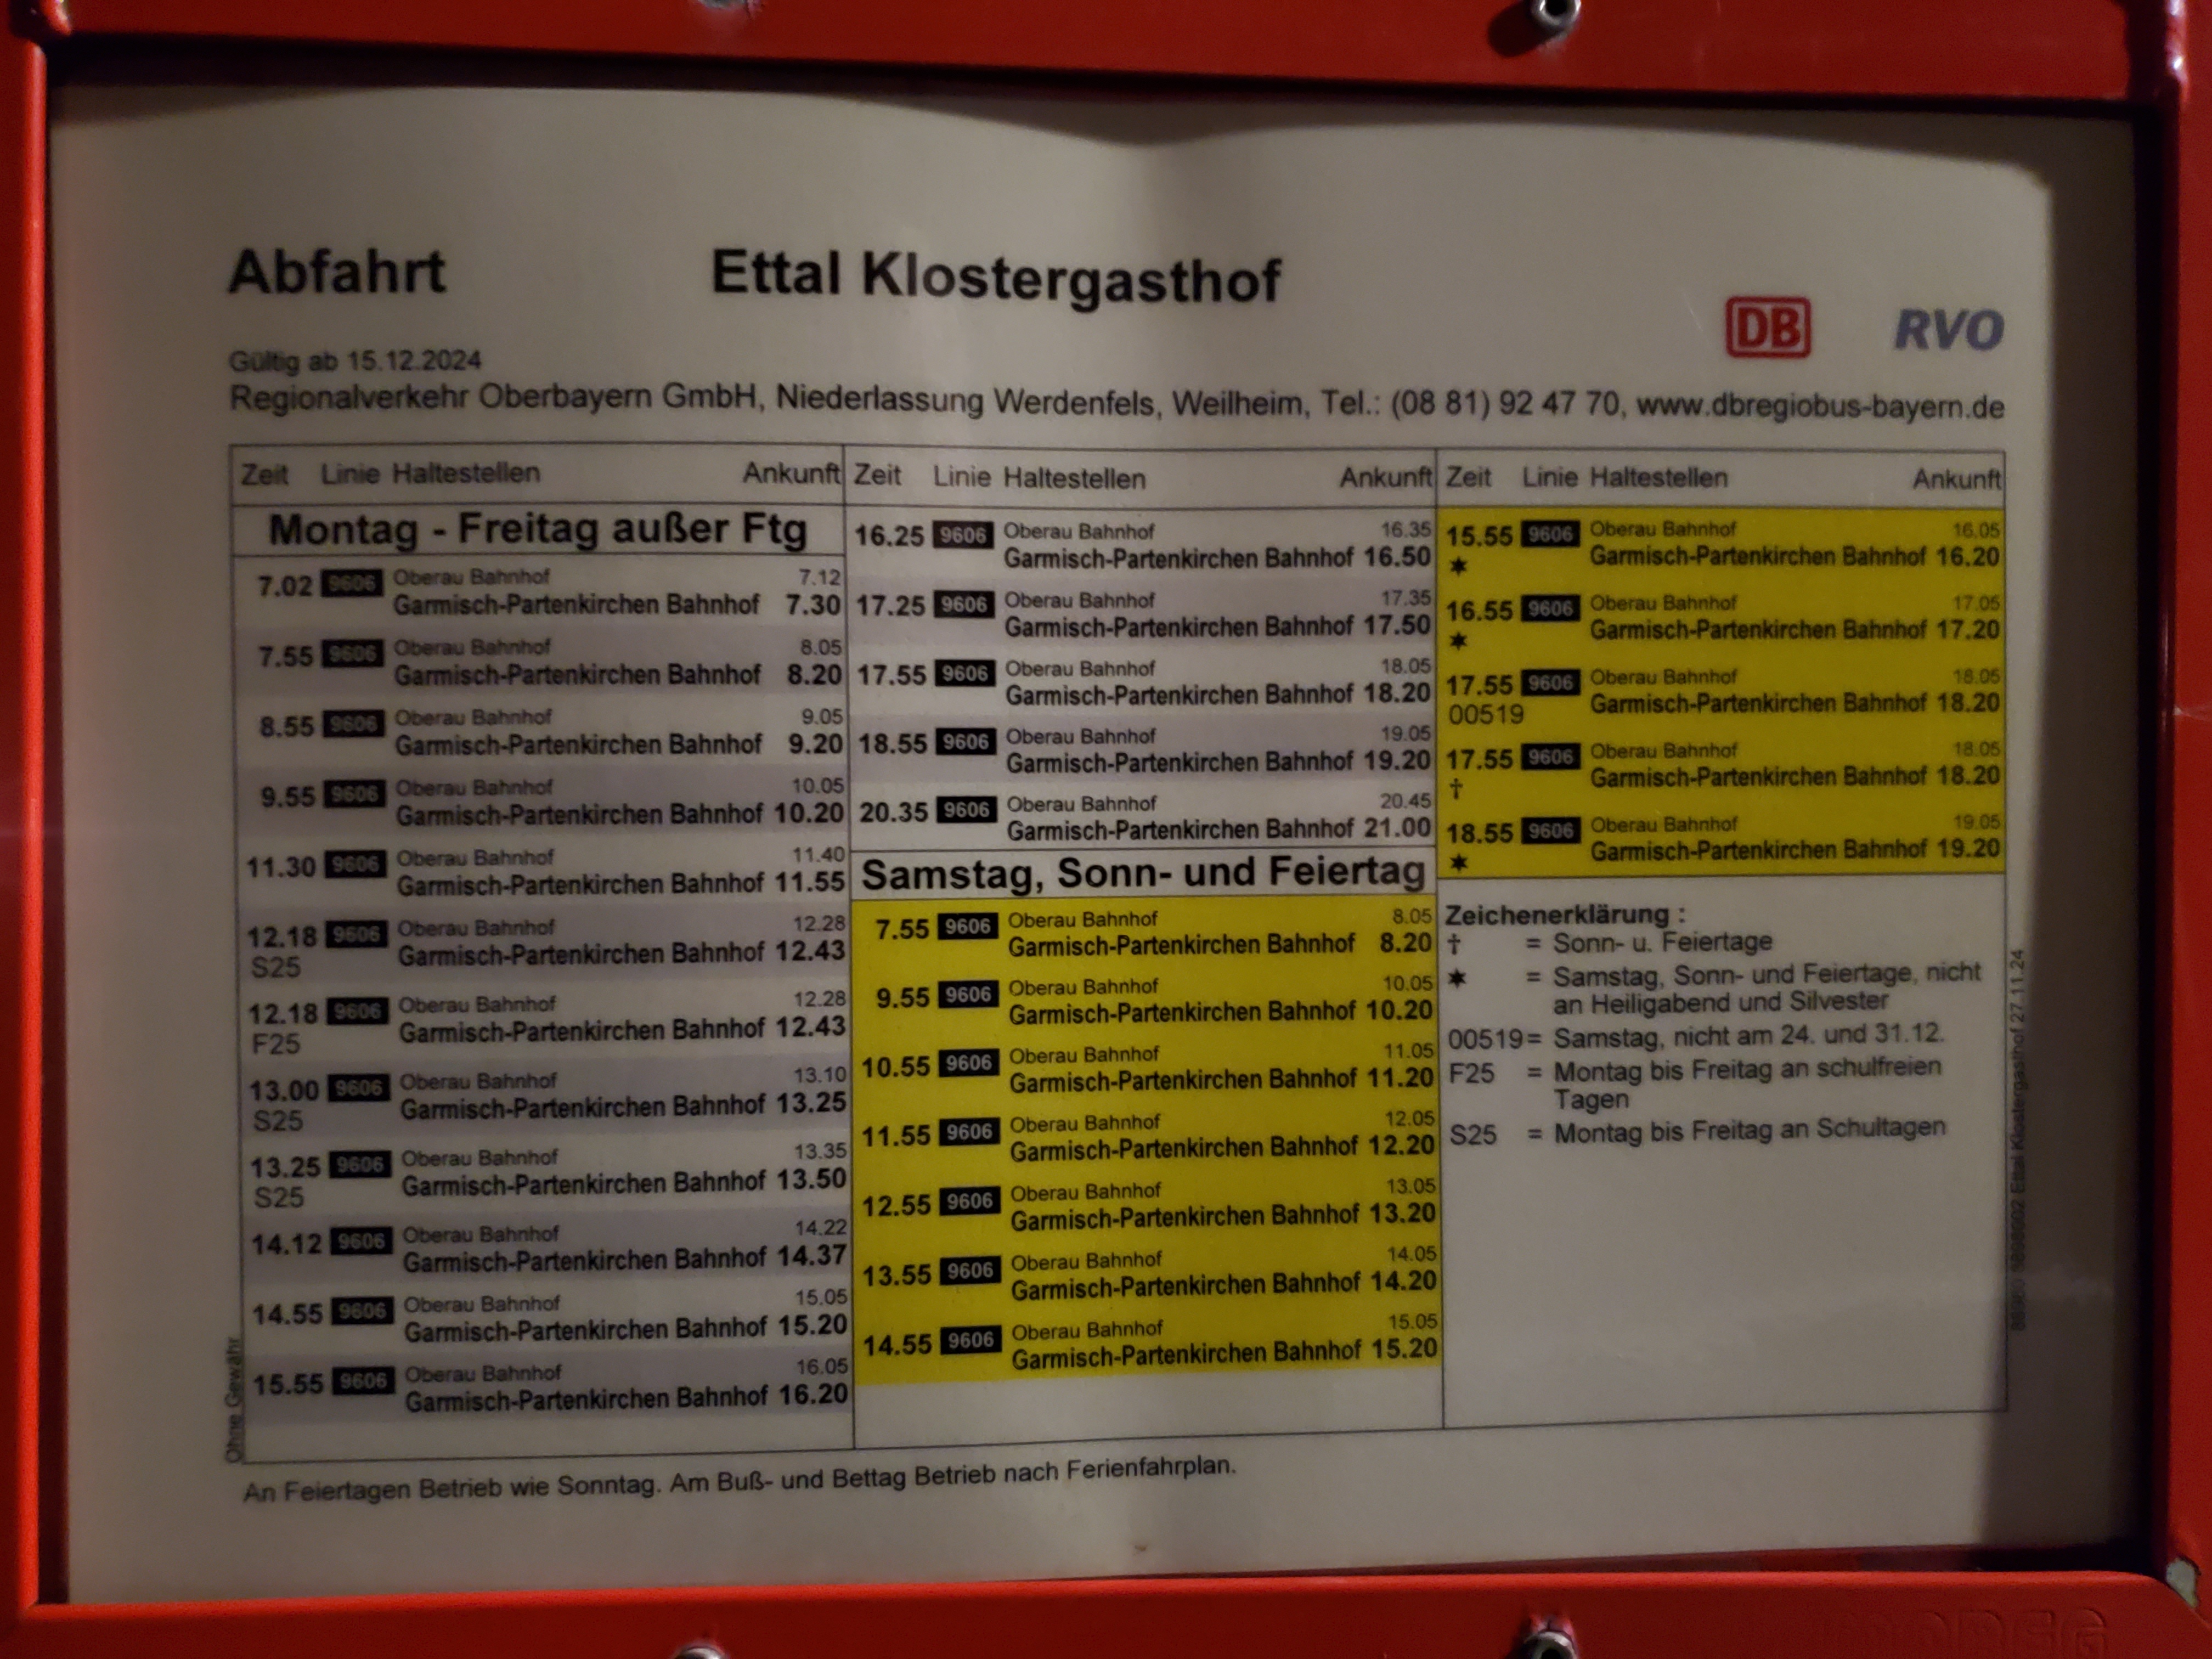 Abfahrt Ettal Klostergasthof
DB RVO
Gültig ab 15.12.2024
Regionalverkehr Oberbayern GmbH, Niederlassung Werdenfels, Weilheim, Tel.: (08 81) 92 47 70, www.dbregiobus-bayern.de
Zeit Linie Haltestellen Ankunft
Montag - Freitag außer Ftg
7.02 9606 Oberau Bahnhof 7.12
Garmisch-Partenkirchen Bahnhof 7.30
7.55 9606 Oberau Bahnhof 8.05
Garmisch-Partenkirchen Bahnhof 8.20
8.55 9606 Oberau Bahnhof 9.05
Garmisch-Partenkirchen Bahnhof 9.20
9.55 9606 Oberau Bahnhof 10.05
Garmisch-Partenkirchen Bahnhof 10.20
11.30 9606 Oberau Bahnhof 11.40
Garmisch-Partenkirchen Bahnhof 11.55
12.18 9606 Oberau Bahnhof 12.28
S25 Garmisch-Partenkirchen Bahnhof 12.43
12.18 9606 Oberau Bahnhof 12.28
F25 Garmisch-Partenkirchen Bahnhof 12.43
13.00 9606 Oberau Bahnhof 13.10
S25 Garmisch-Partenkirchen Bahnhof 13.25
13.25 9606 Oberau Bahnhof 13.35
S25 Garmisch-Partenkirchen Bahnhof 13.50
14.12 9606 Oberau Bahnhof 14.22
Garmisch-Partenkirchen Bahnhof 14.37
14.55 9606 Oberau Bahnhof 15.05
Garmisch-Partenkirchen Bahnhof 15.20
15.55 9606 Oberau Bahnhof 16.05
Garmisch-Partenkirchen Bahnhof 16.20
Zeit Linie Haltestellen Ankunft
16.25 9606 Oberau Bahnhof 16.35
Garmisch-Partenkirchen Bahnhof 16.50
17.25 9606 Oberau Bahnhof 17.35
Garmisch-Partenkirchen Bahnhof 17.50
17.55 9606 Oberau Bahnhof 18.05
Garmisch-Partenkirchen Bahnhof 18.20
18.55 9606 Oberau Bahnhof 19.05
Garmisch-Partenkirchen Bahnhof 19.20
20.35 9606 Oberau Bahnhof 20.45
Garmisch-Partenkirchen Bahnhof 21.00
Samstag, Sonn- und Feiertag
7.55 9606 Oberau Bahnhof 8.05
Garmisch-Partenkirchen Bahnhof 8.20
9.55 9606 Oberau Bahnhof 10.05
Garmisch-Partenkirchen Bahnhof 10.20
10.55 9606 Oberau Bahnhof 11.05
Garmisch-Partenkirchen Bahnhof 11.20
11.55 9606 Oberau Bahnhof 12.05
Garmisch-Partenkirchen Bahnhof 12.20
12.55 9606 Oberau Bahnhof 13.05
Garmisch-Partenkirchen Bahnhof 13.20
13.55 9606 Oberau Bahnhof 14.05
Garmisch-Partenkirchen Bahnhof 14.20
14.55 9606 Oberau Bahnhof 15.05
Garmisch-Partenkirchen Bahnhof 15.20
Zeit Linie Haltestellen Ankunft
15.55 9606 Oberau Bahnhof 16.05
✶ Garmisch-Partenkirchen Bahnhof 16.20
16.55 9606 Oberau Bahnhof 17.05
✶ Garmisch-Partenkirchen Bahnhof 17.20
17.55 9606 Oberau Bahnhof 18.05
00519 Garmisch-Partenkirchen Bahnhof 18.20
17.55 9606 Oberau Bahnhof 18.05
† Garmisch-Partenkirchen Bahnhof 18.20
18.55 9606 Oberau Bahnhof 19.05
✶ Garmisch-Partenkirchen Bahnhof 19.20
Zeichenerklärung :
† = Sonn- u. Feiertage
✶ = Samstag, Sonn- und Feiertage, nicht
an Heiligabend und Silvester
00519 = Samstag, nicht am 24. und 31.12.
F25 = Montag bis Freitag an schulfreien
Tagen
S25 = Montag bis Freitag an Schultagen
Ettal Klostergasthof 27.11.24
Ohne Gewähr
An Feiertagen Betrieb wie Sonntag. Am Buß- und Bettag Betrieb nach Ferienfahrplan.